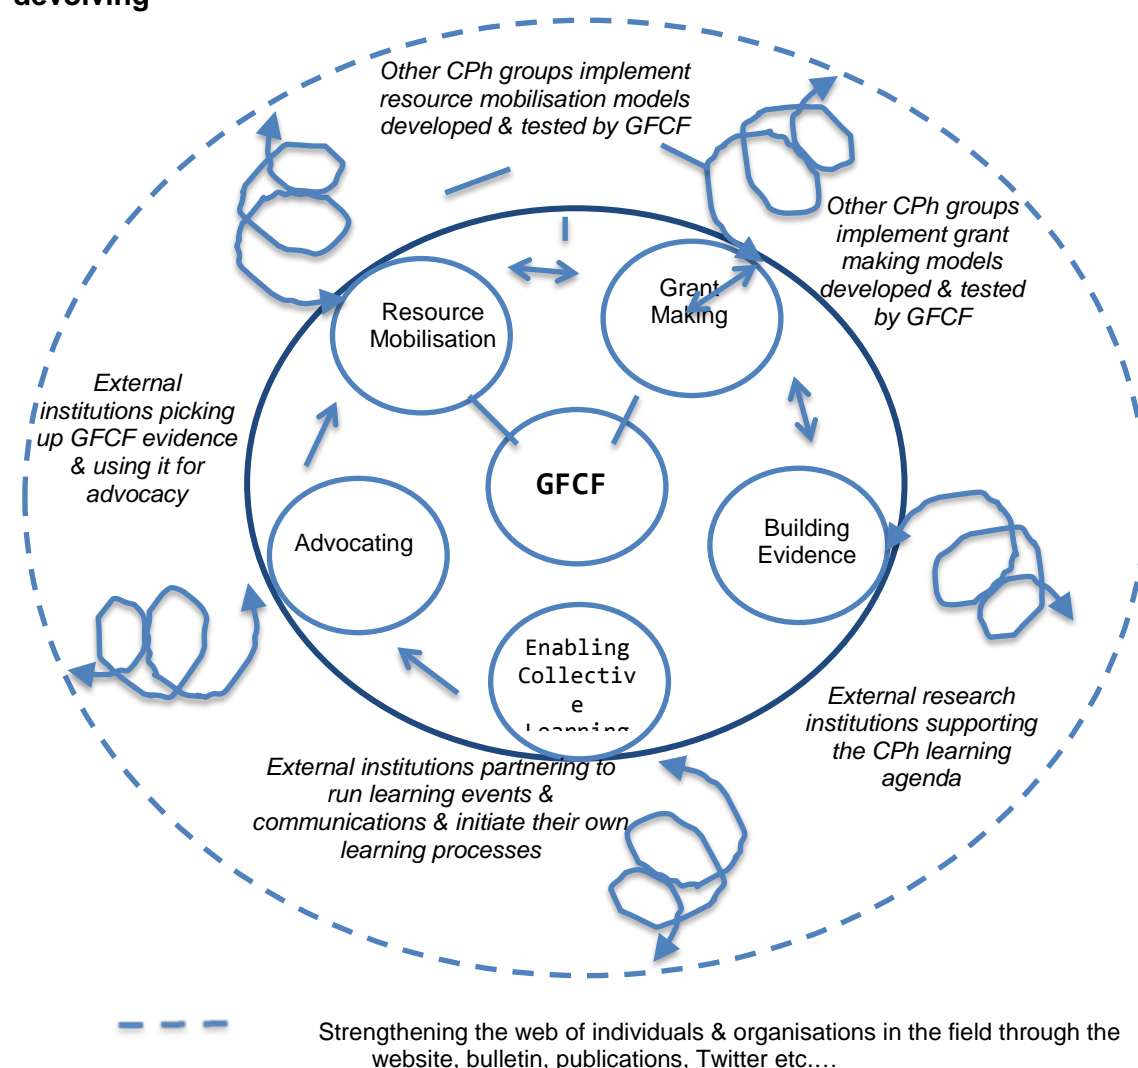 devolving
Other CPh groups implement
resource mobilisation models
developed & tested by GFCF
Other CPh groups
implement grant
making models
developed & tested
by GFCF
Grant
Making
Resource
Mobilisation
External
institutions picking
up GFCF evidence
& using it for
advocacy
GFCF
Advocating
Building
Evidence
Enabling
Collectiv
e
Learning
External research
institutions supporting
the CPh learning
agenda
External institutions partnering to
run learning events &
communications & initiate their own
learning processes
Strengthening the web of individuals & organisations in the field through the
website, bulletin, publications, Twitter etc.…